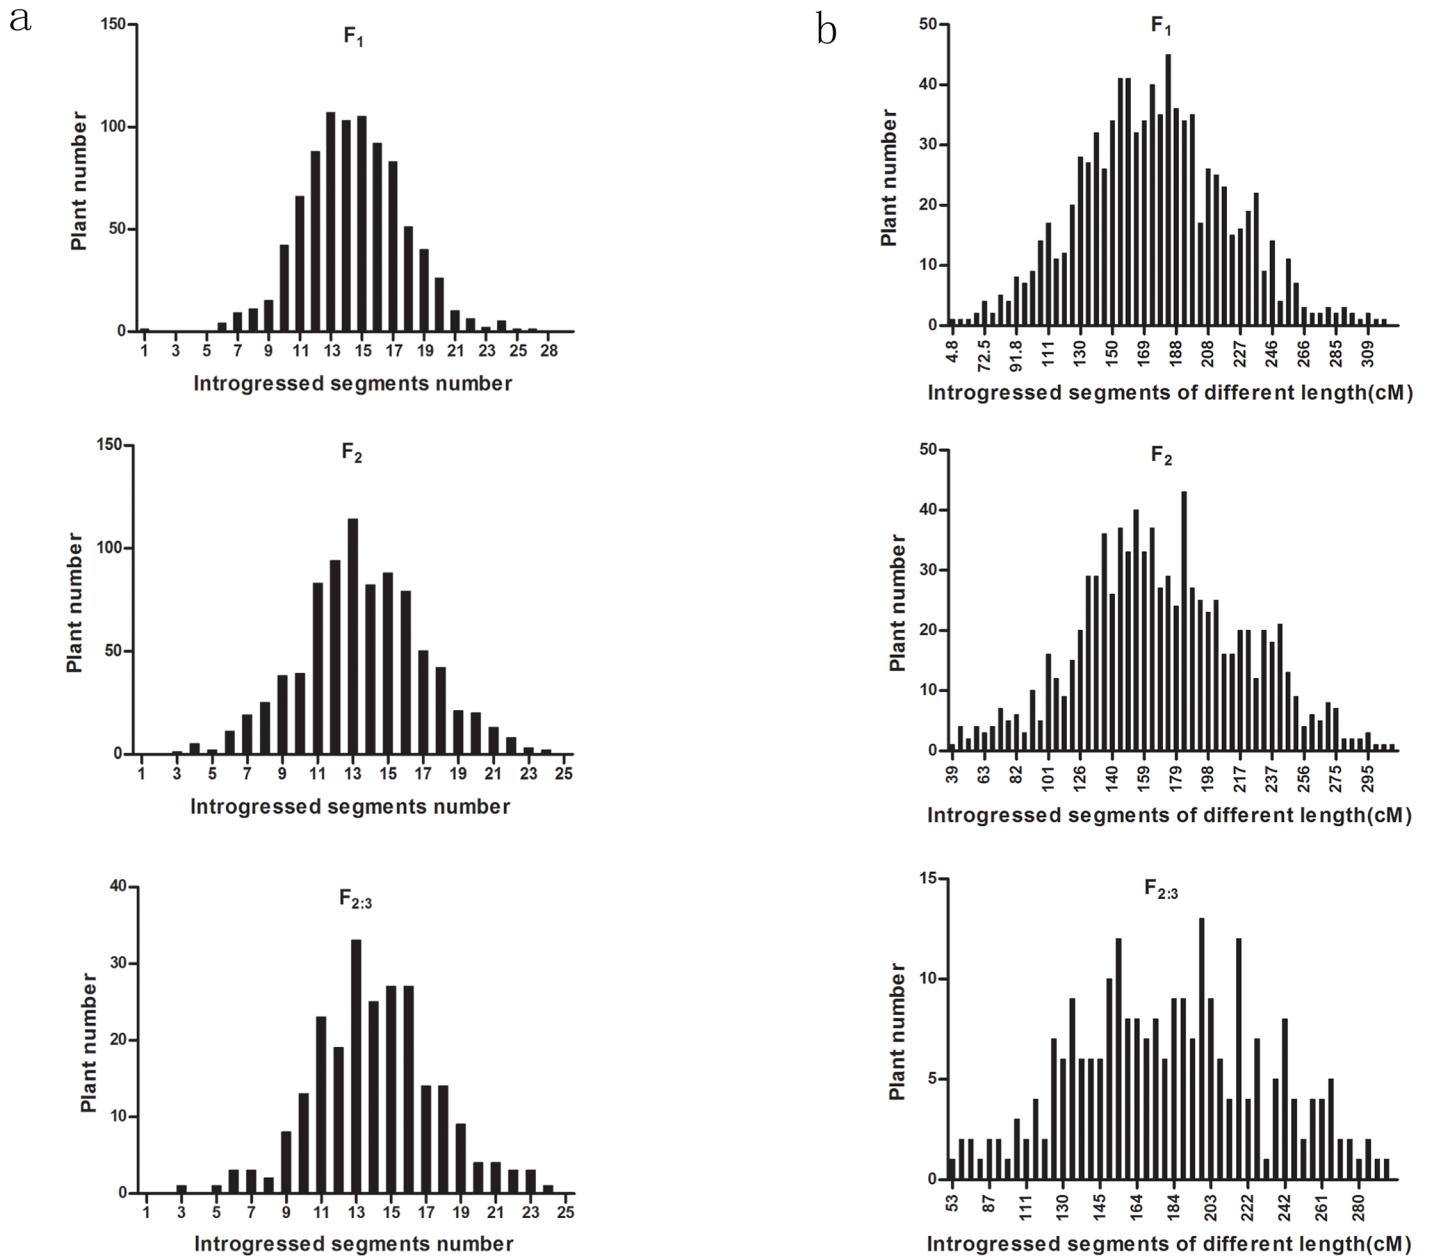 a
F1
150
100
50
0
Plant number
1 3 5 7 9 11 13 15 17 19 21 23 25 28
Introgressed segments number
F2
150
100
50
0
Plant number
1 3 5 7 9 11 13 15 17 19 21 23 25
Introgressed segments number
F2:3
40
30
20
10
0
Plant number
1 3 5 7 9 11 13 15 17 19 21 23 25
Introgressed segments number
b
F1
50
40
30
20
10
0
Plant number
4.8 72.5 91.8 111 130 150 169 188 208 227 246 266 285 309
Introgressed segments of different length(cM)
F2
50
40
30
20
10
0
Plant number
39 63 82 101 126 140 159 179 198 217 237 256 275 295
Introgressed segments of different length(cM)
F2:3
15
10
5
0
Plant number
53 87 111 130 145 164 184 203 222 242 261 280
Introgressed segments of different length(cM)